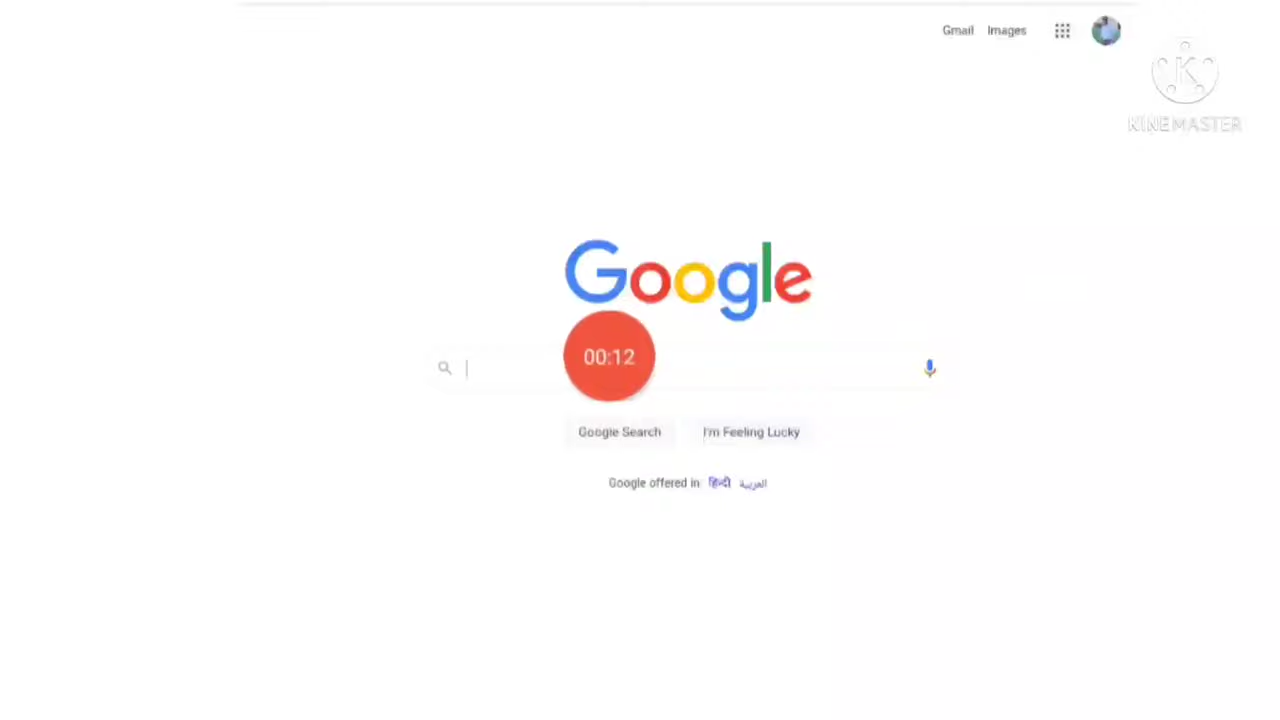 Gmail Images
K
KINEMASTER
Google
00:12
Google Search I'm Feeling Lucky
Google offered in हिन्दी العربية